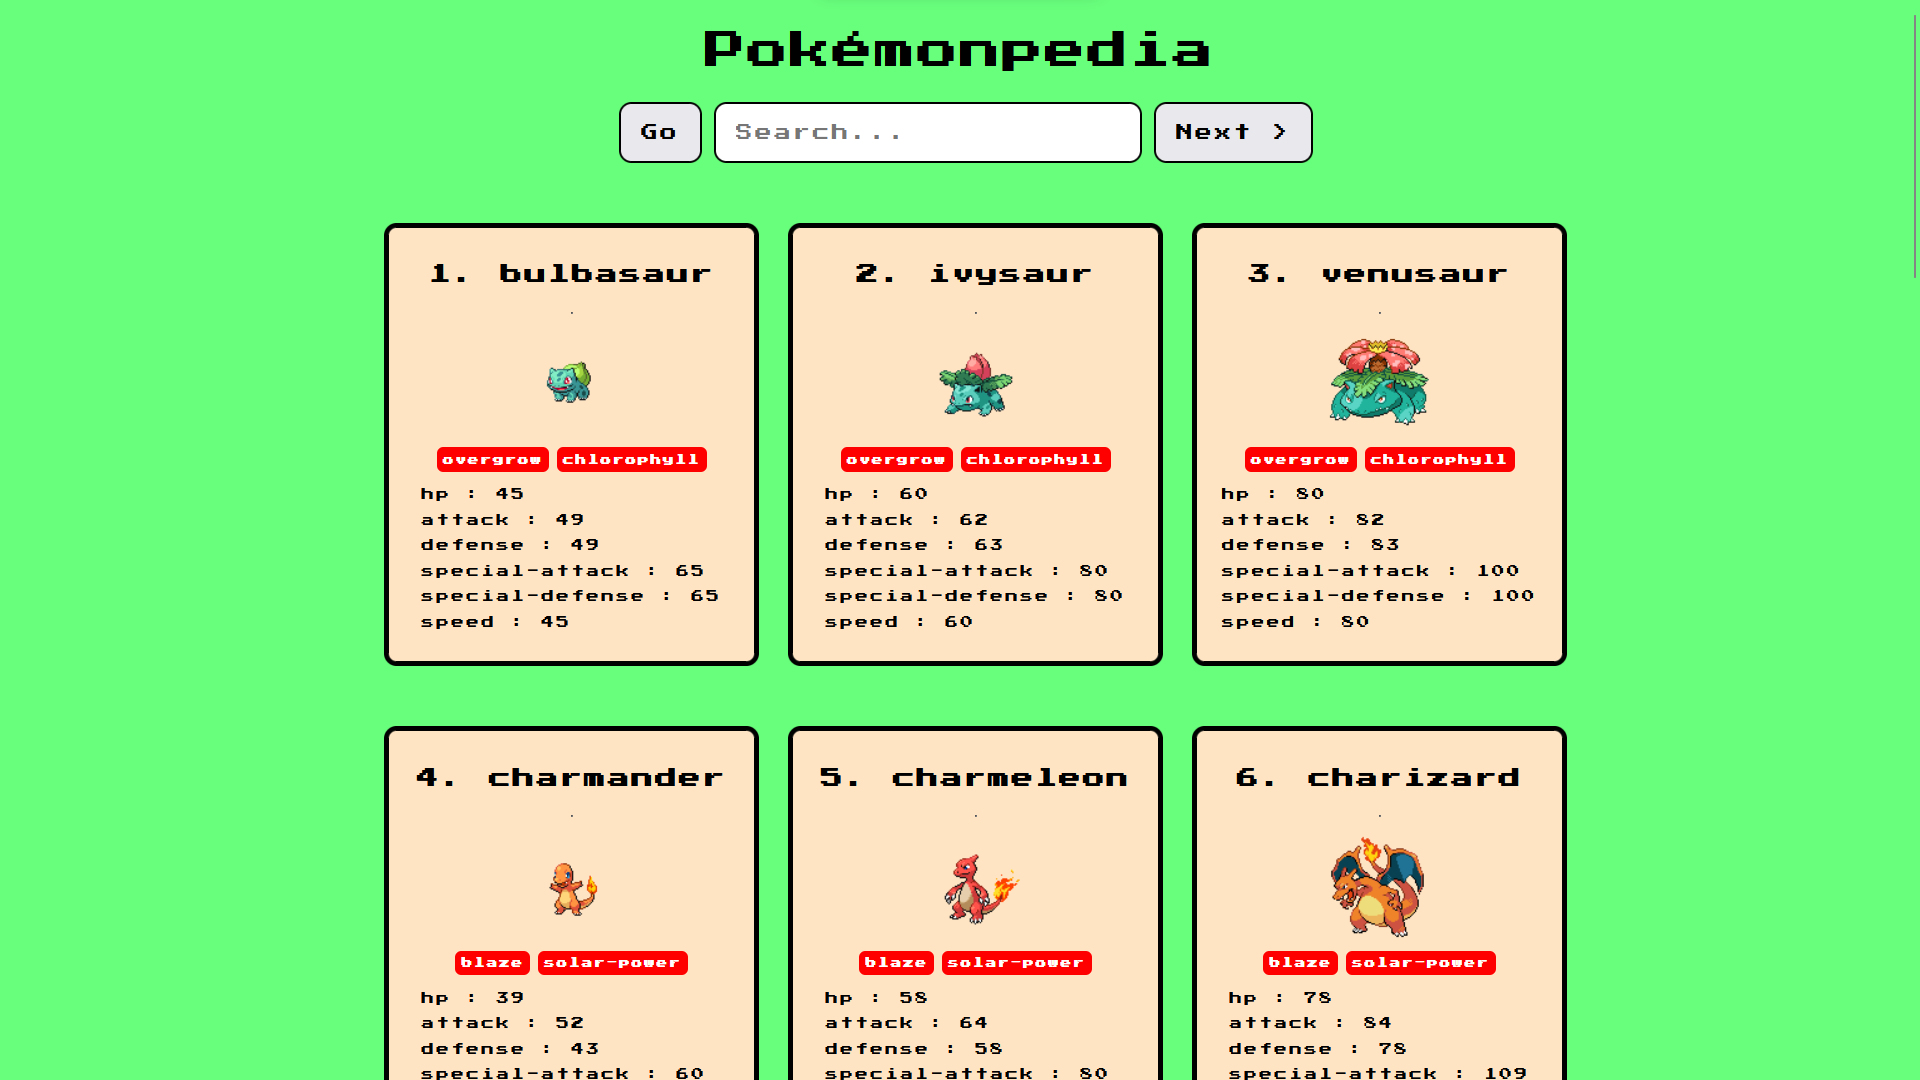 Pokémonpedia
Go
Search...
Next >
1. bulbasaur
.
overgrow chlorophyll
hp : 45
attack : 49
defense : 49
special-attack : 65
special-defense : 65
speed : 45
2. ivysaur
.
overgrow chlorophyll
hp : 60
attack : 62
defense : 63
special-attack : 80
special-defense : 80
speed : 60
3. venusaur
.
overgrow chlorophyll
hp : 80
attack : 82
defense : 83
special-attack : 100
special-defense : 100
speed : 80
4. charmander
.
blaze solar-power
hp : 39
attack : 52
defense : 43
special-attack : 60
5. charmeleon
.
blaze solar-power
hp : 58
attack : 64
defense : 58
special-attack : 80
6. charizard
.
blaze solar-power
hp : 78
attack : 84
defense : 78
special-attack : 109